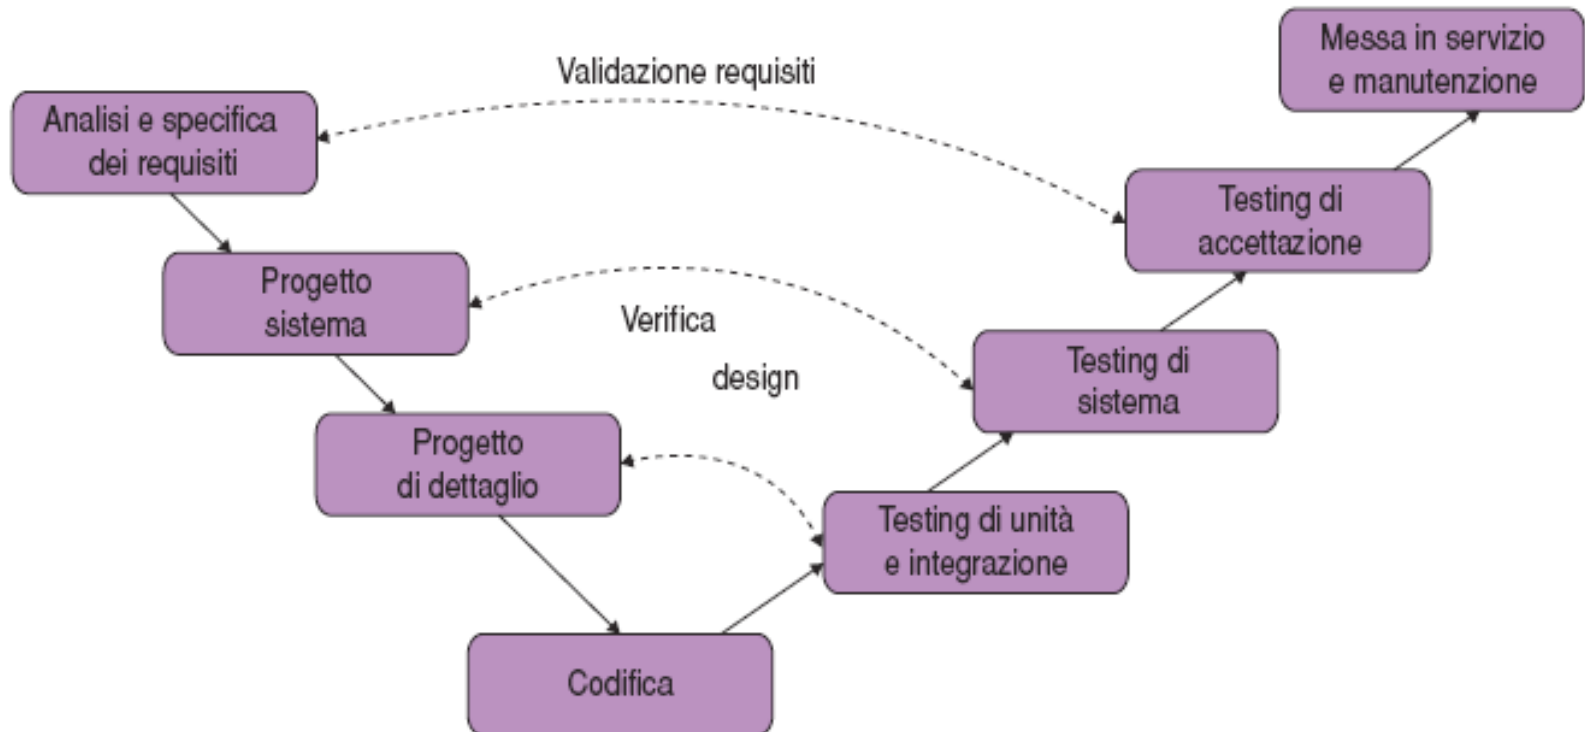 Messa in servizio
e manutenzione
Validazione requisiti
Analisi e specifica
dei requisiti
Testing di
accettazione
Progetto
sistema
Verifica
design
Testing di
sistema
Progetto
di dettaglio
Testing di unità
e integrazione
Codifica